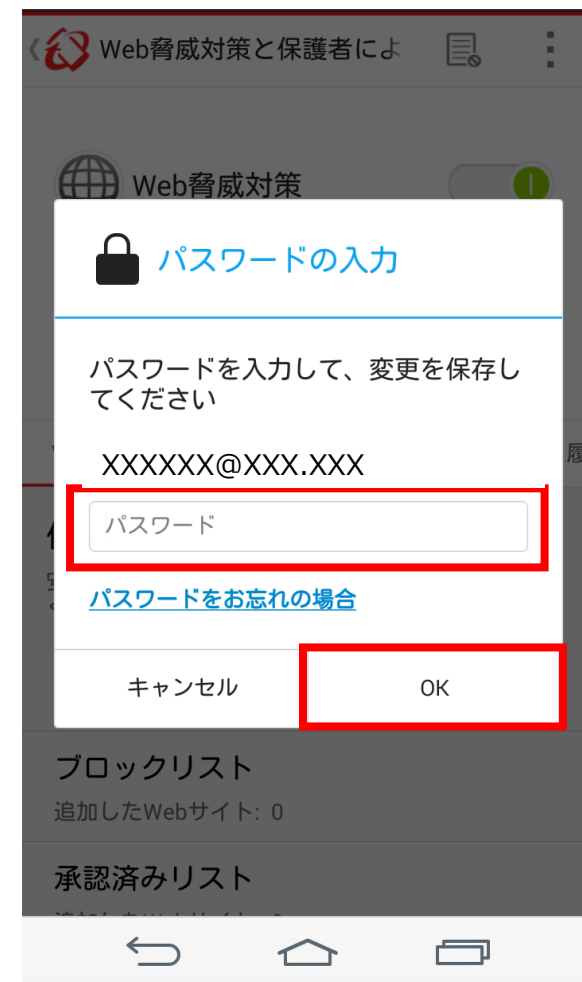 Web脅威対策と保護者によ
Web脅威対策
パスワードの入力
パスワードを入力して、変更を保存し
てください
XXXXXX@XXX.XXX
履
パスワード
パスワードをお忘れの場合
キャンセル
OK
ブロックリスト
追加したWebサイト: 0
承認済みリスト